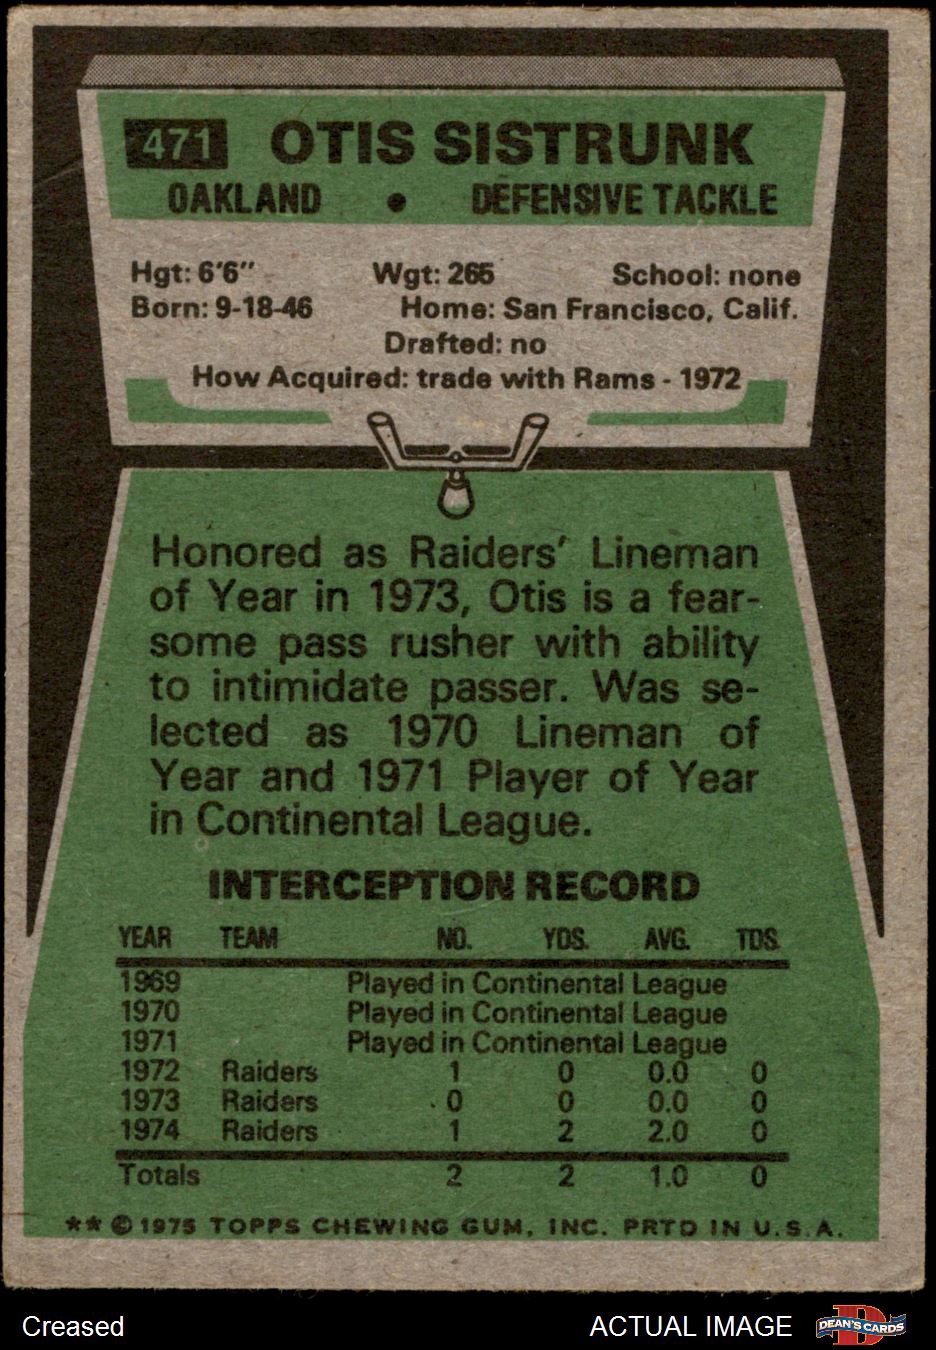 471 OTIS SISTRUNK
OAKLAND • DEFENSIVE TACKLE
Hgt: 6'6" Wgt: 265 School: none
Born: 9-18-46 Home: San Francisco, Calif.
Drafted: no
How Acquired: trade with Rams - 1972
Honored as Raiders' Lineman
of Year in 1973, Otis is a fear-
some pass rusher with ability
to intimidate passer. Was se-
lected as 1970 Lineman of
Year and 1971 Player of Year
in Continental League.
INTERCEPTION RECORD
YEAR TEAM NO. YDS. AVG. TDS.
1969 Played in Continental League
1970 Played in Continental League
1971 Played in Continental League
1972 Raiders 1 0 0.0 0
1973 Raiders 0 0 0.0 0
1974 Raiders 1 2 2.0 0
Totals 2 2 1.0 0
** © 1975 TOPPS CHEWING GUM, INC. PRTD IN U.S.A.
Creased ACTUAL IMAGE DEAN'S CARDS